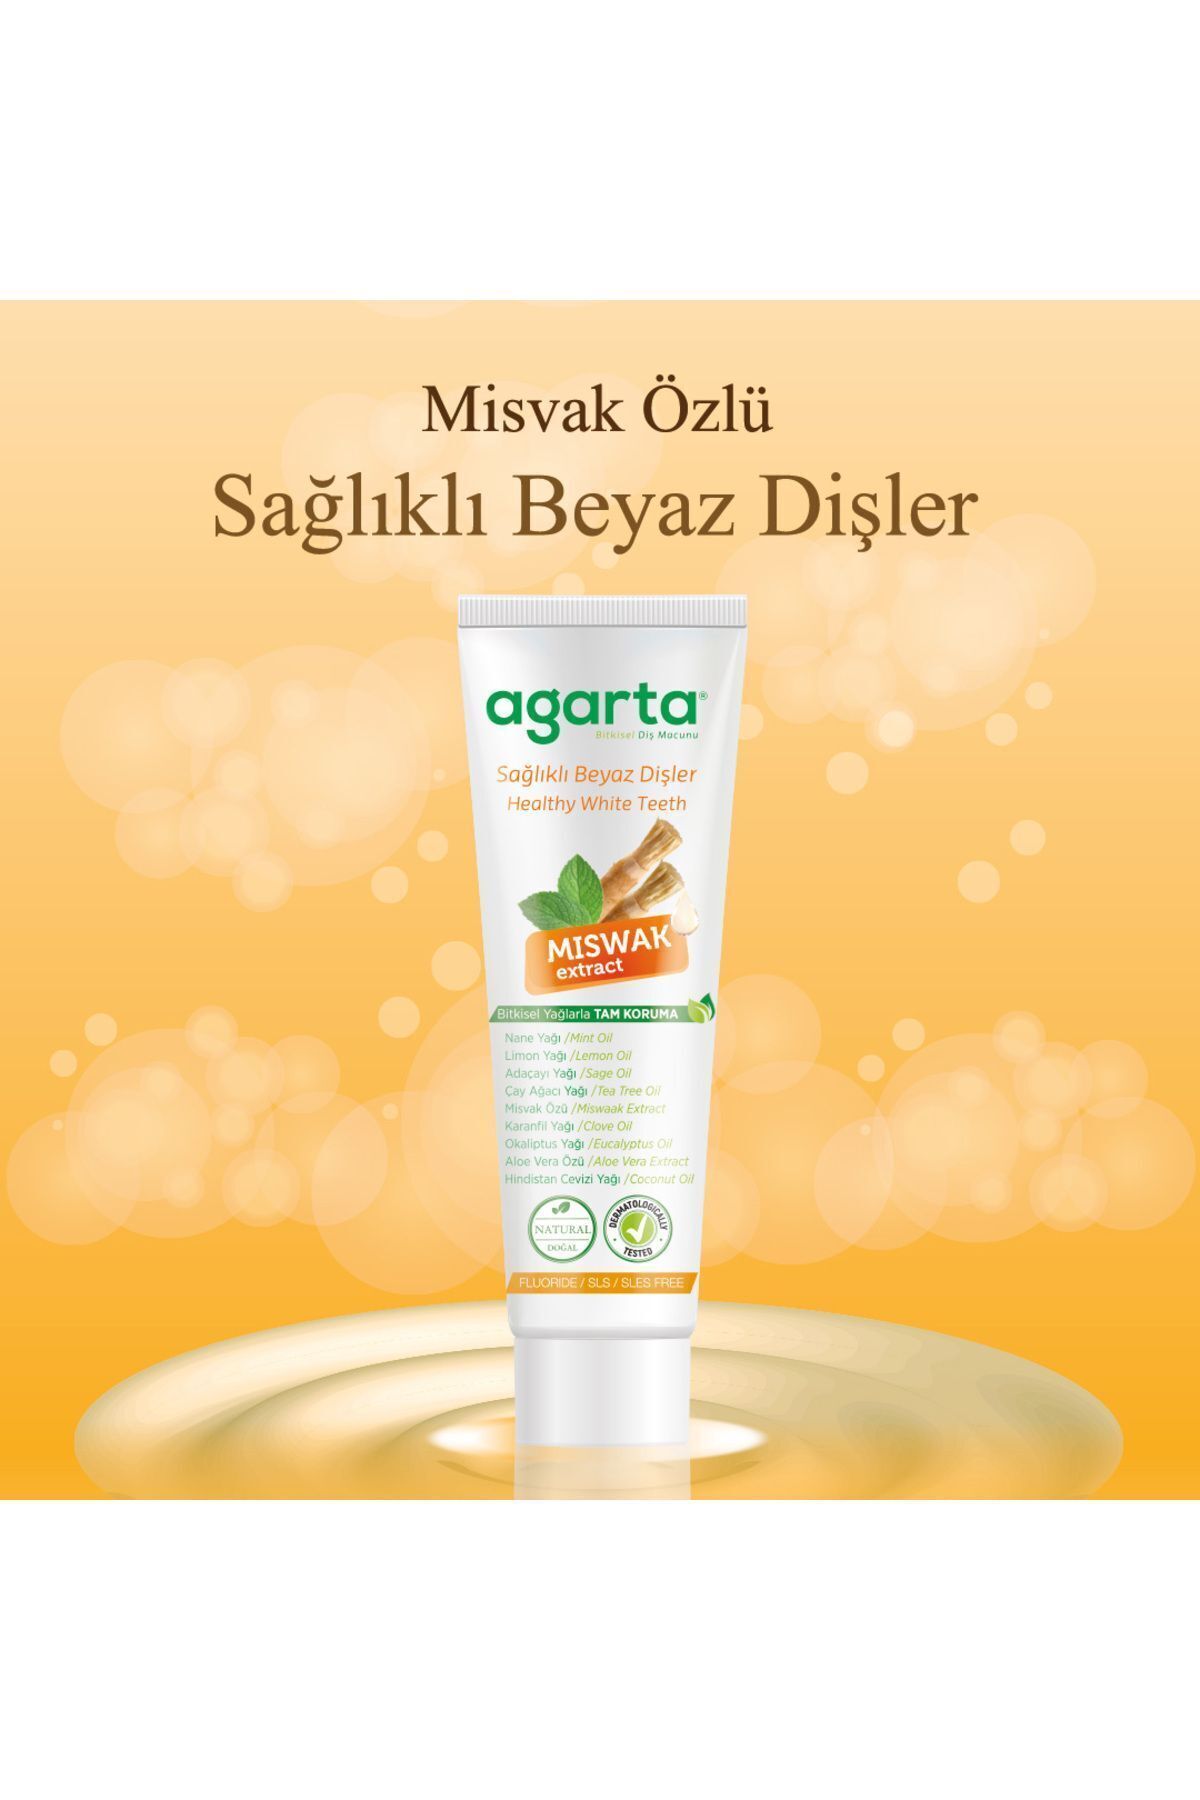 Misvak Özlü
Sağlıklı Beyaz Dişler
agarta®
Bitkisel Diş Macunu
Sağlıklı Beyaz Dişler
Healthy White Teeth
MISWAK
extract
Bitkisel Yağlarla TAM KORUMA
Nane Yağı /Mint Oil
Limon Yağı /Lemon Oil
Adaçayı Yağı /Sage Oil
Çay Ağacı Yağı /Tea Tree Oil
Misvak Özü /Miswaak Extract
Karanfil Yağı /Clove Oil
Okaliptus Yağı /Eucalyptus Oil
Aloe Vera Özü /Aloe Vera Extract
Hindistan Cevizi Yağı /Coconut Oil
NATURAL
DOĞAL
DERMATOLOGICALLY
TESTED
FLUORIDE / SLS / SLES FREE